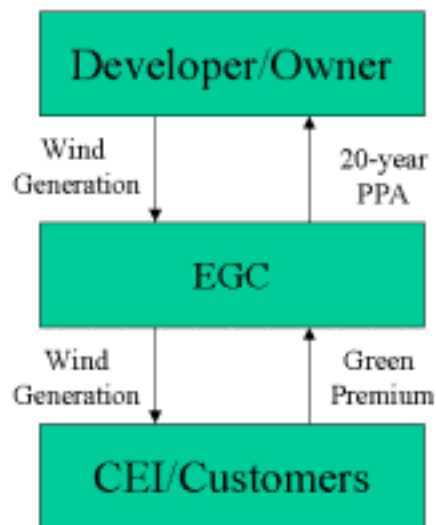 Developer/Owner
Wind
Generation
20-year
PPA
EGC
Wind
Generation
Green
Premium
CEI/Customers